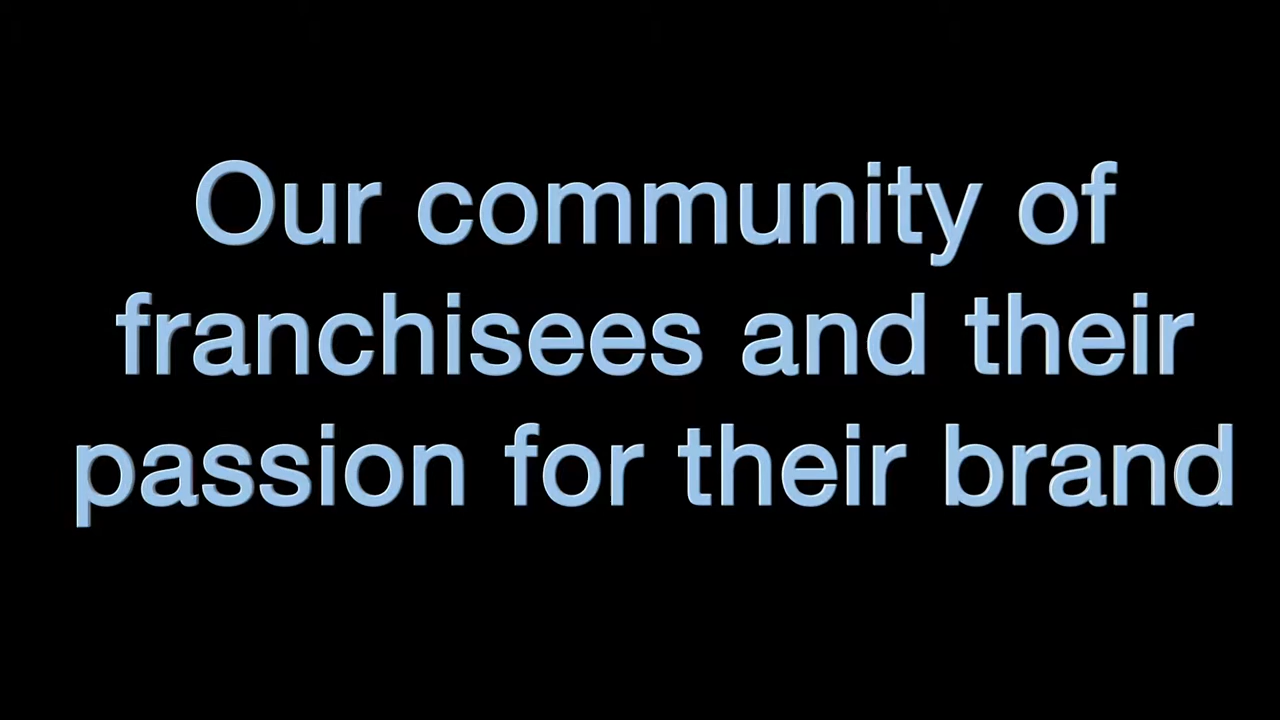 Our community of
franchisees and their
passion for their brand